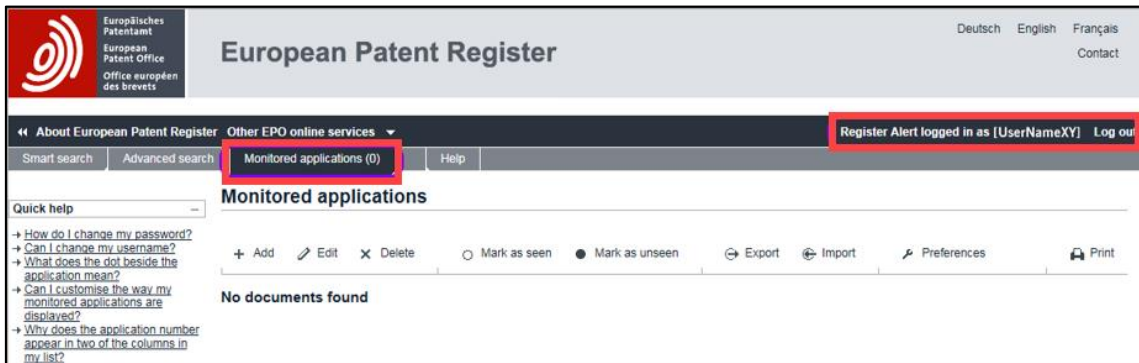 Europäisches
Patentamt
European
Patent Office
Office européen
des brevets
European Patent Register
Deutsch English Français
Contact
About European Patent Register Other EPO online services
Register Alert logged in as [UserNameXY] Log out
Smart search Advanced search Monitored applications (0) Help
Quick help
How do I change my password?
Can I change my username?
What does the dot beside the
application mean?
Can I customise the way my
monitored applications are
displayed?
Why does the application number
appear in two of the columns in
my list?
Monitored applications
Add Edit Delete Mark as seen Mark as unseen Export Import Preferences Print
No documents found